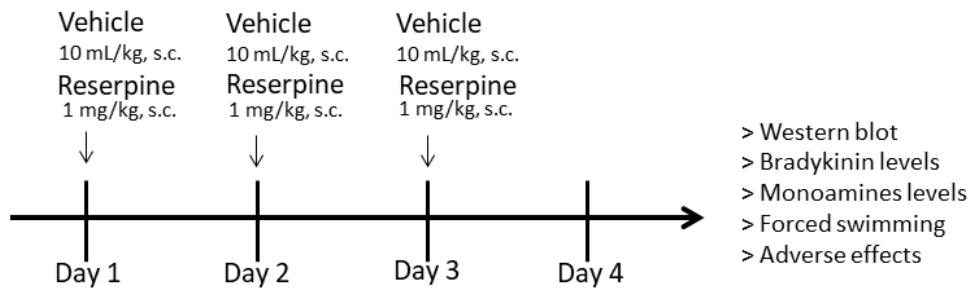 Vehicle
10 mL/kg, s.c.
Reserpine
1 mg/kg, s.c.
Vehicle
10 mL/kg, s.c.
Reserpine
1 mg/kg, s.c.
Vehicle
10 mL/kg, s.c.
Reserpine
1 mg/kg, s.c.
Day 1
Day 2
Day 3
Day 4
> Western blot
> Bradykinin levels
> Monoamines levels
> Forced swimming
> Adverse effects